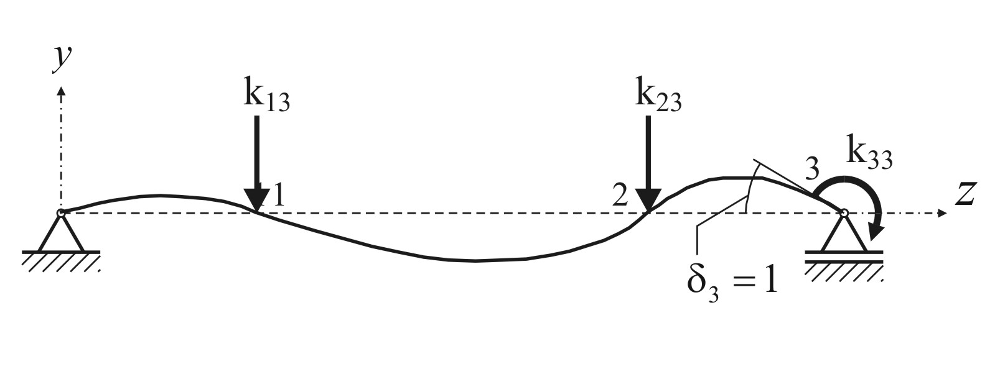 y
k₁₃
k₂₃
3
k₃₃
1
2
z
δ₃ = 1